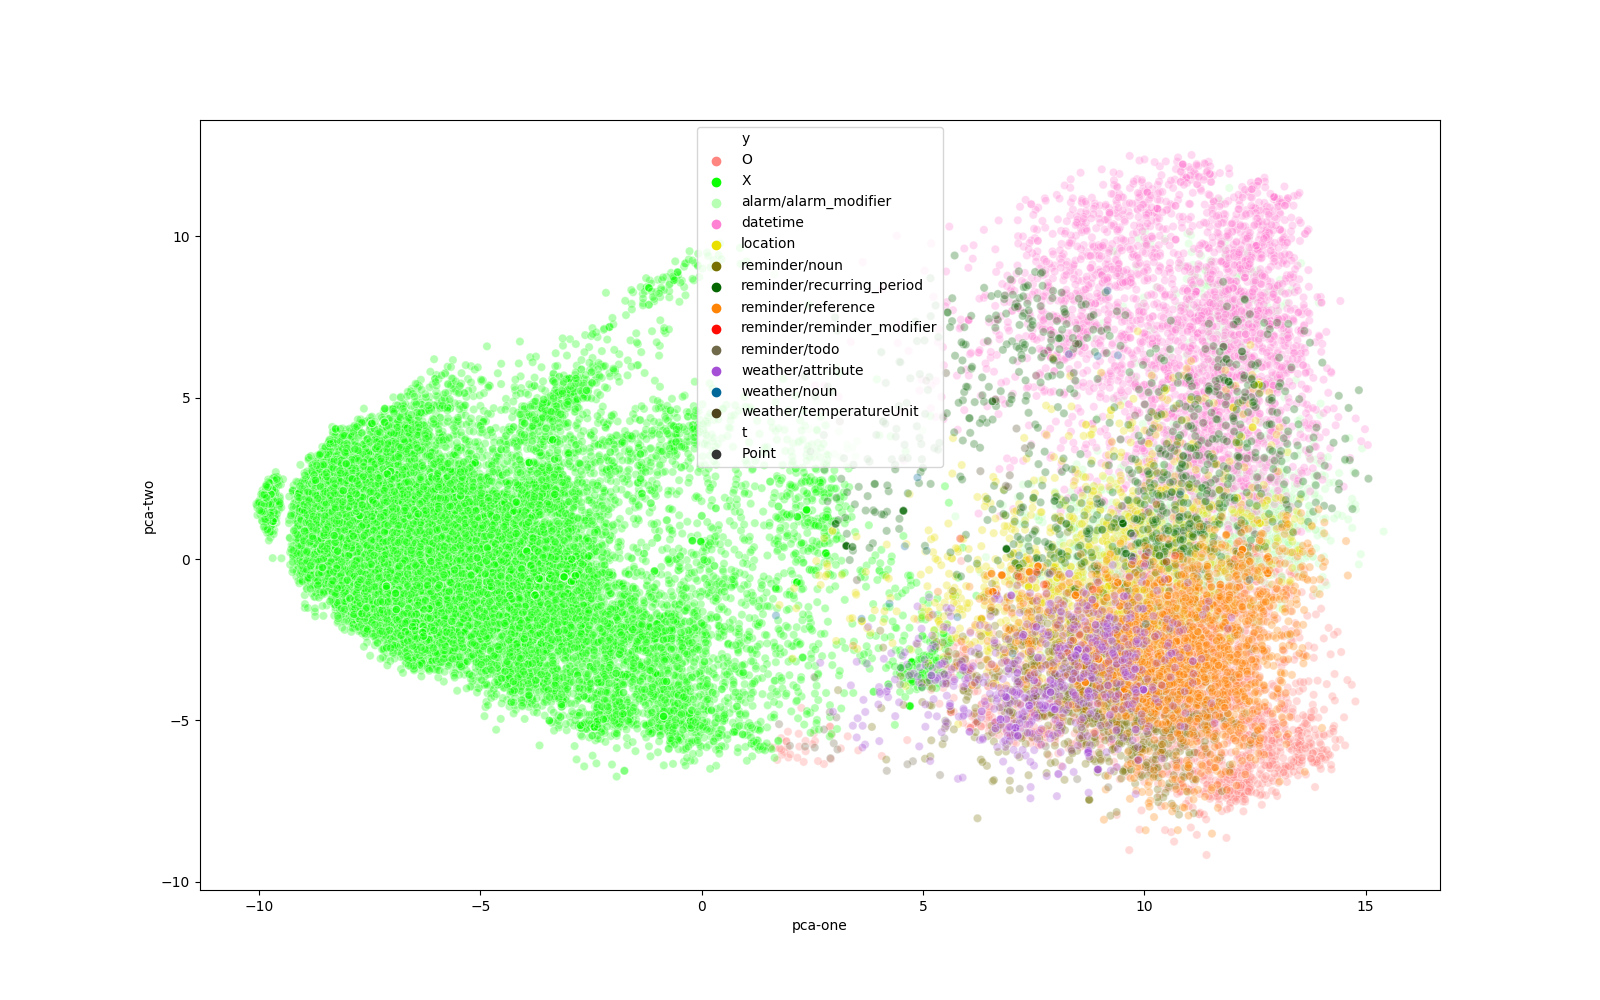 y
O
X
alarm/alarm_modifier
datetime
location
reminder/noun
reminder/recurring_period
reminder/reference
reminder/reminder_modifier
reminder/todo
weather/attribute
weather/noun
weather/temperatureUnit
t
Point
10
5
0
−5
−10
pca-two
−10 −5 0 5 10 15
pca-one